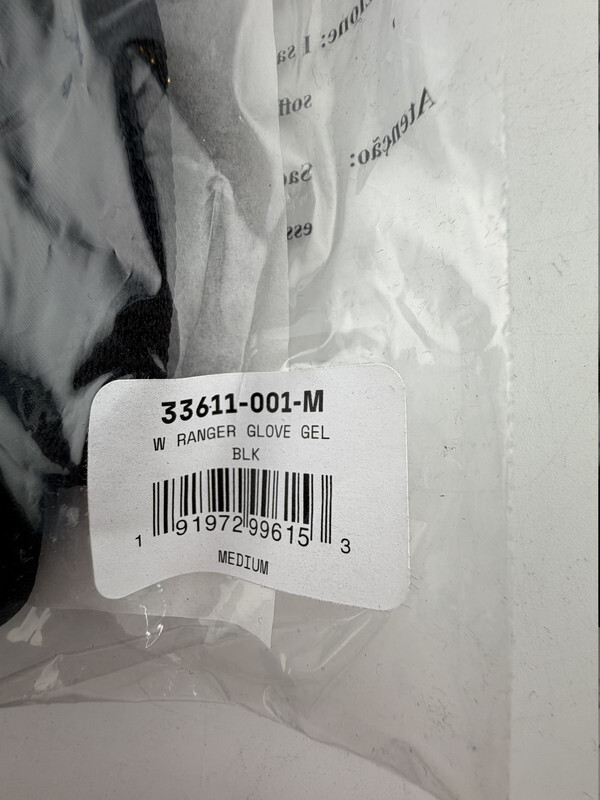 Atenção:
33611-001-M
W RANGER GLOVE GEL
BLK
1 91972 99615 3
MEDIUM